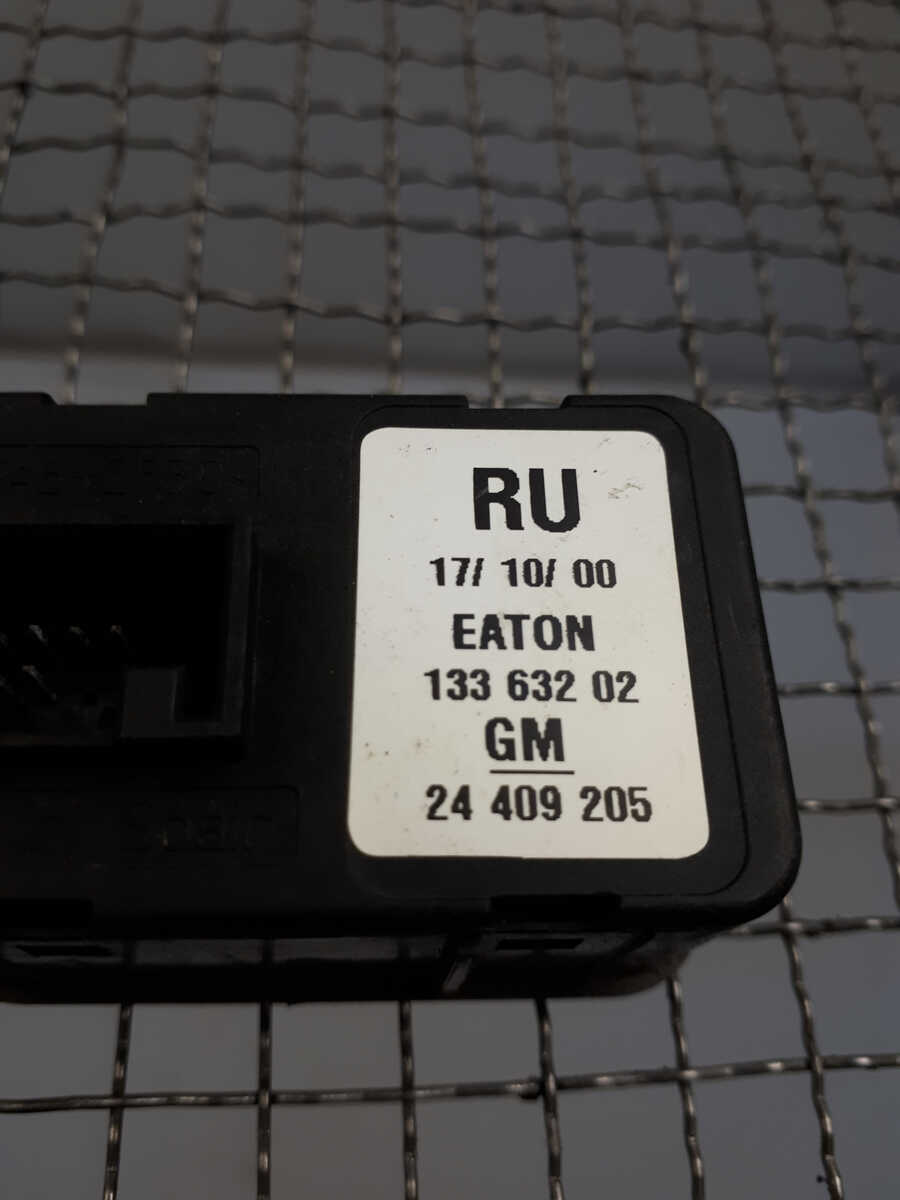 RU
17/ 10/ 00
EATON
133 632 02
GM
24 409 205